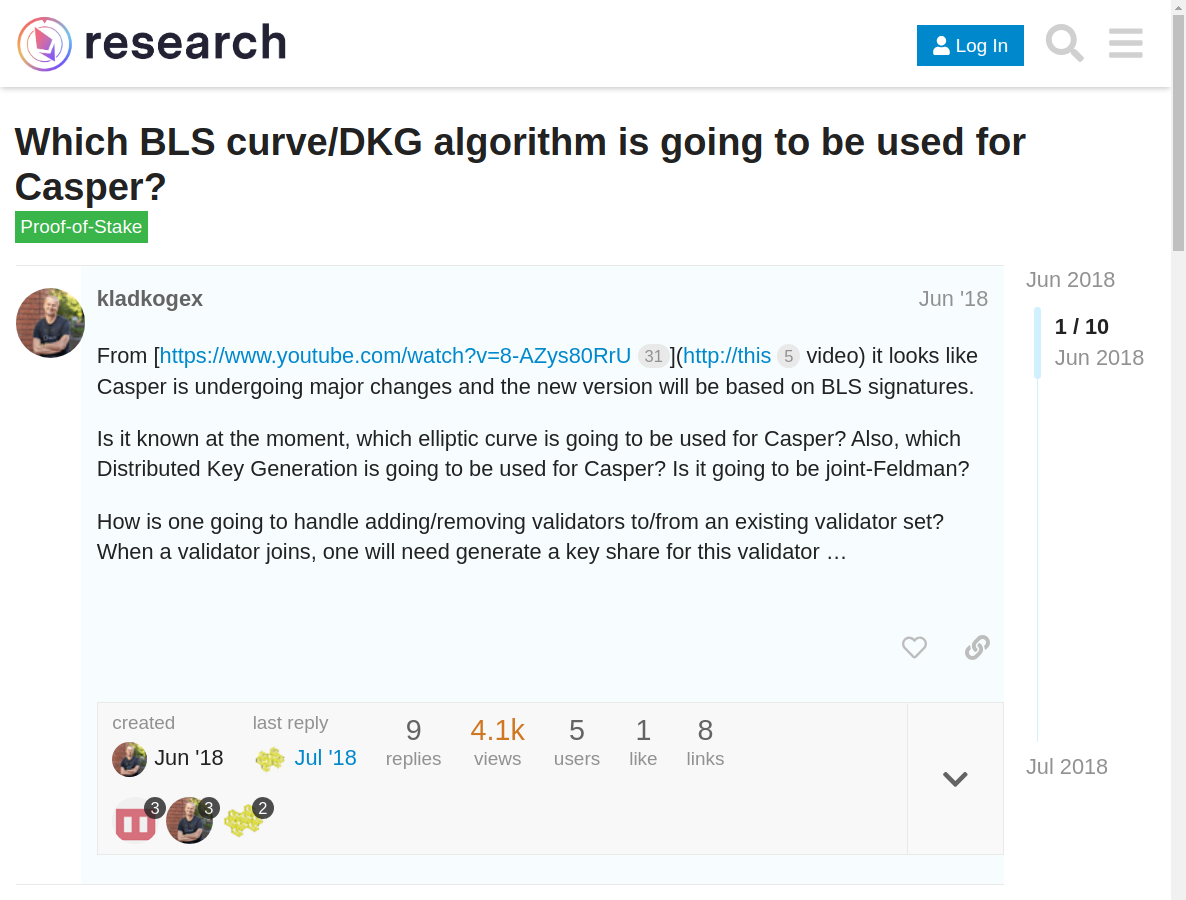 research
Log In
Which BLS curve/DKG algorithm is going to be used for
Casper?
Proof-of-Stake
Jun 2018
kladkogex
Jun '18
1 / 10
Jun 2018
From [https://www.youtube.com/watch?v=8-AZys80RrU 31 ](http://this 5 video) it looks like
Casper is undergoing major changes and the new version will be based on BLS signatures.
Is it known at the moment, which elliptic curve is going to be used for Casper? Also, which
Distributed Key Generation is going to be used for Casper? Is it going to be joint-Feldman?
How is one going to handle adding/removing validators to/from an existing validator set?
When a validator joins, one will need generate a key share for this validator …
created
Jun '18
last reply
Jul '18
9
replies
4.1k
views
5
users
1
like
8
links
Jul 2018
3
3
2